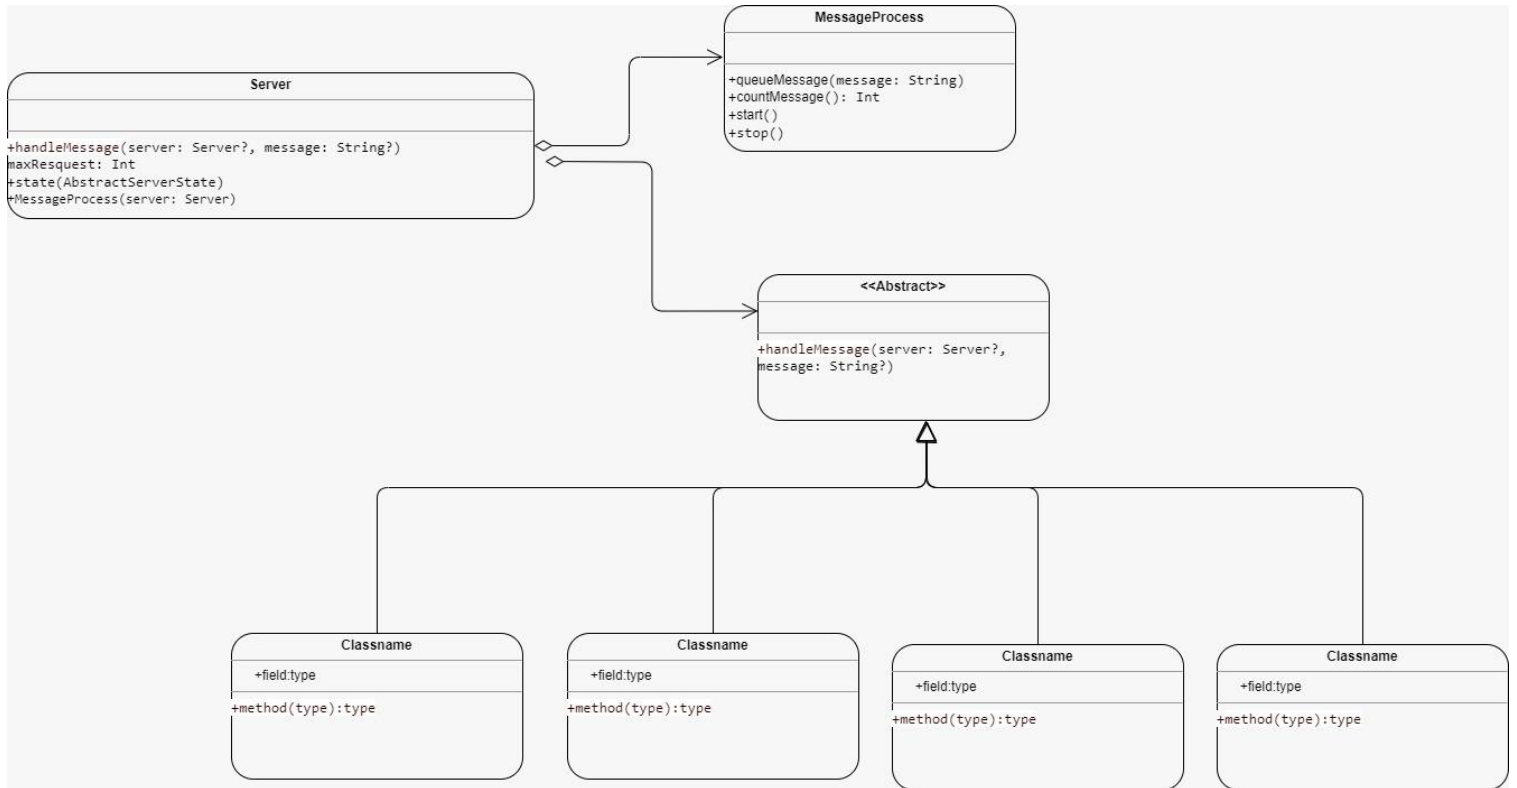 MessageProcess
+queueMessage(message: String)
+countMessage(): Int
+start()
+stop()
Server
+handleMessage(server: Server?, message: String?)
maxResquest: Int
+state(AbstractServerState)
+MessageProcess(server: Server)
<<Abstract>>
+handleMessage(server: Server?,
message: String?)
Classname
+field:type
+method(type):type
Classname
+field:type
+method(type):type
Classname
+field:type
+method(type):type
Classname
+field:type
+method(type):type